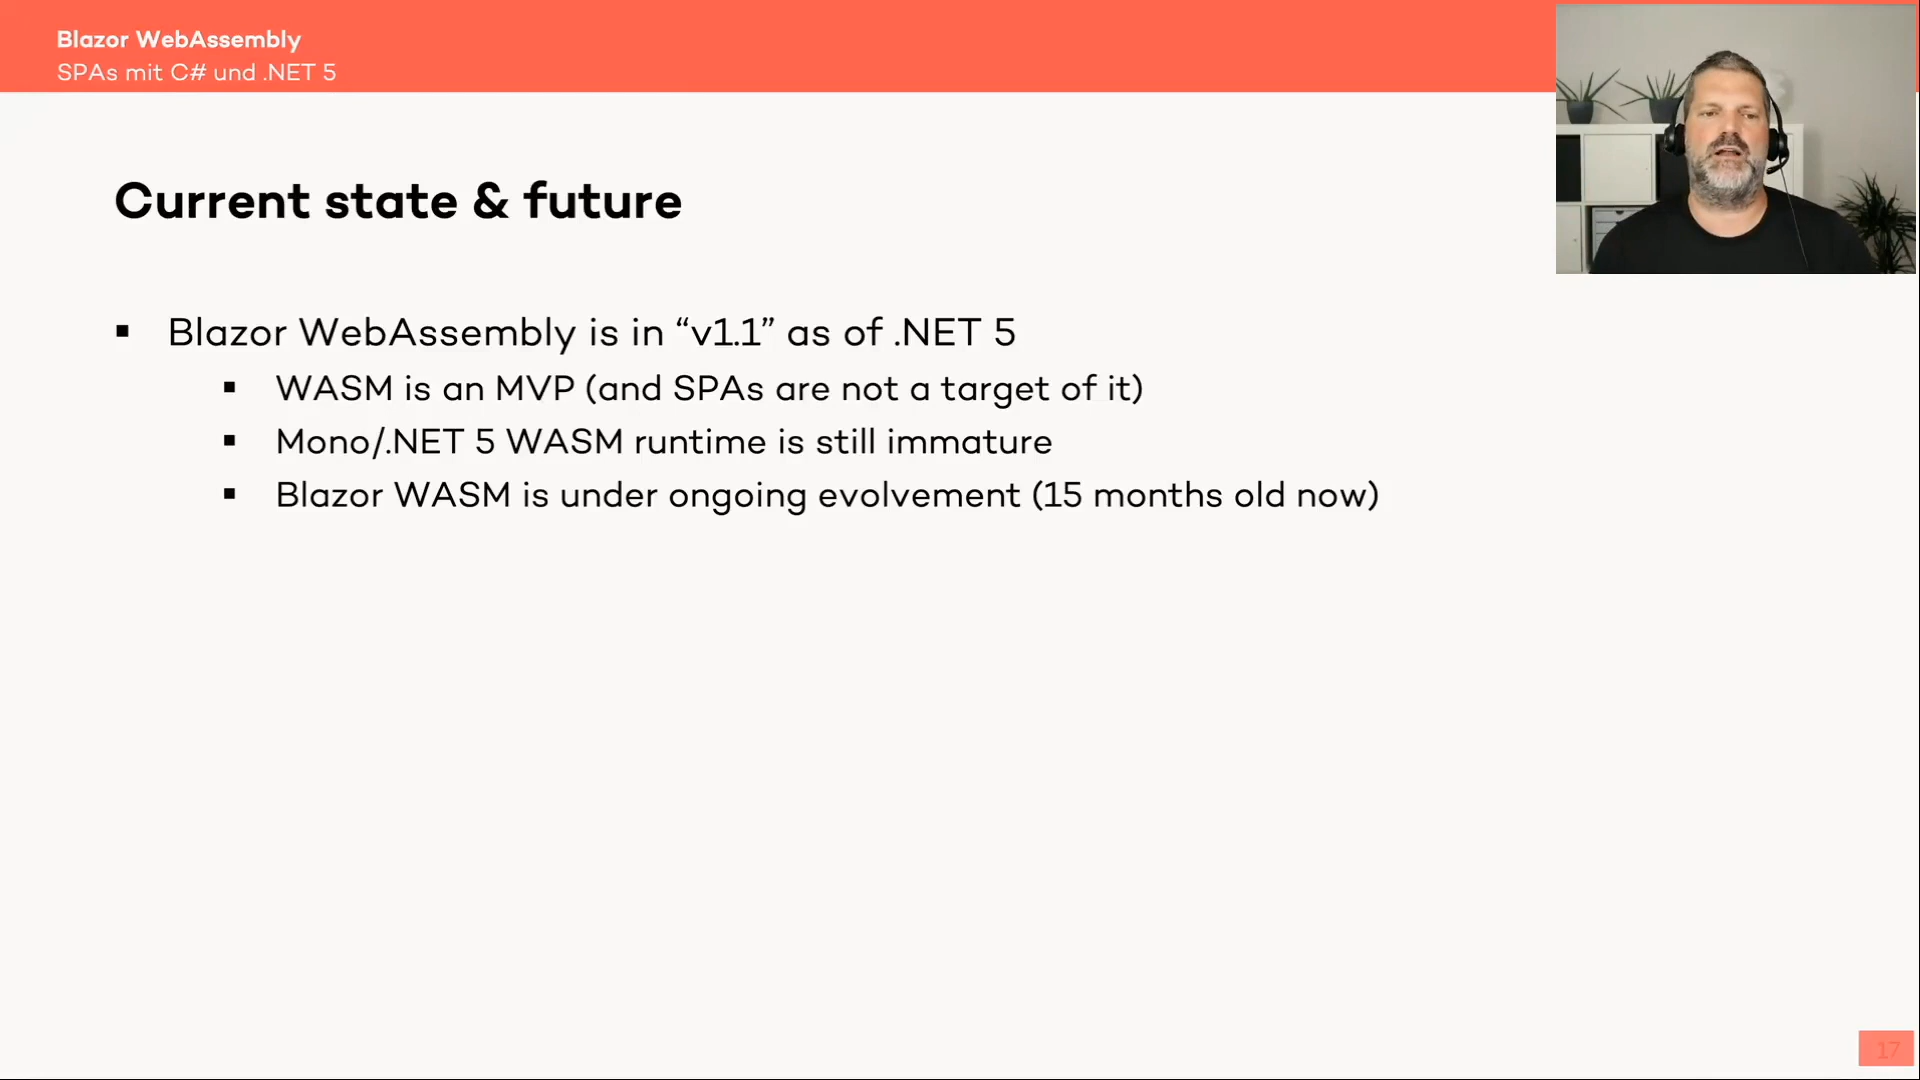 Blazor WebAssembly
SPAs mit C# und .NET 5
Current state & future
▪ Blazor WebAssembly is in “v1.1” as of .NET 5
▪ WASM is an MVP (and SPAs are not a target of it)
▪ Mono/.NET 5 WASM runtime is still immature
▪ Blazor WASM is under ongoing evolvement (15 months old now)
17